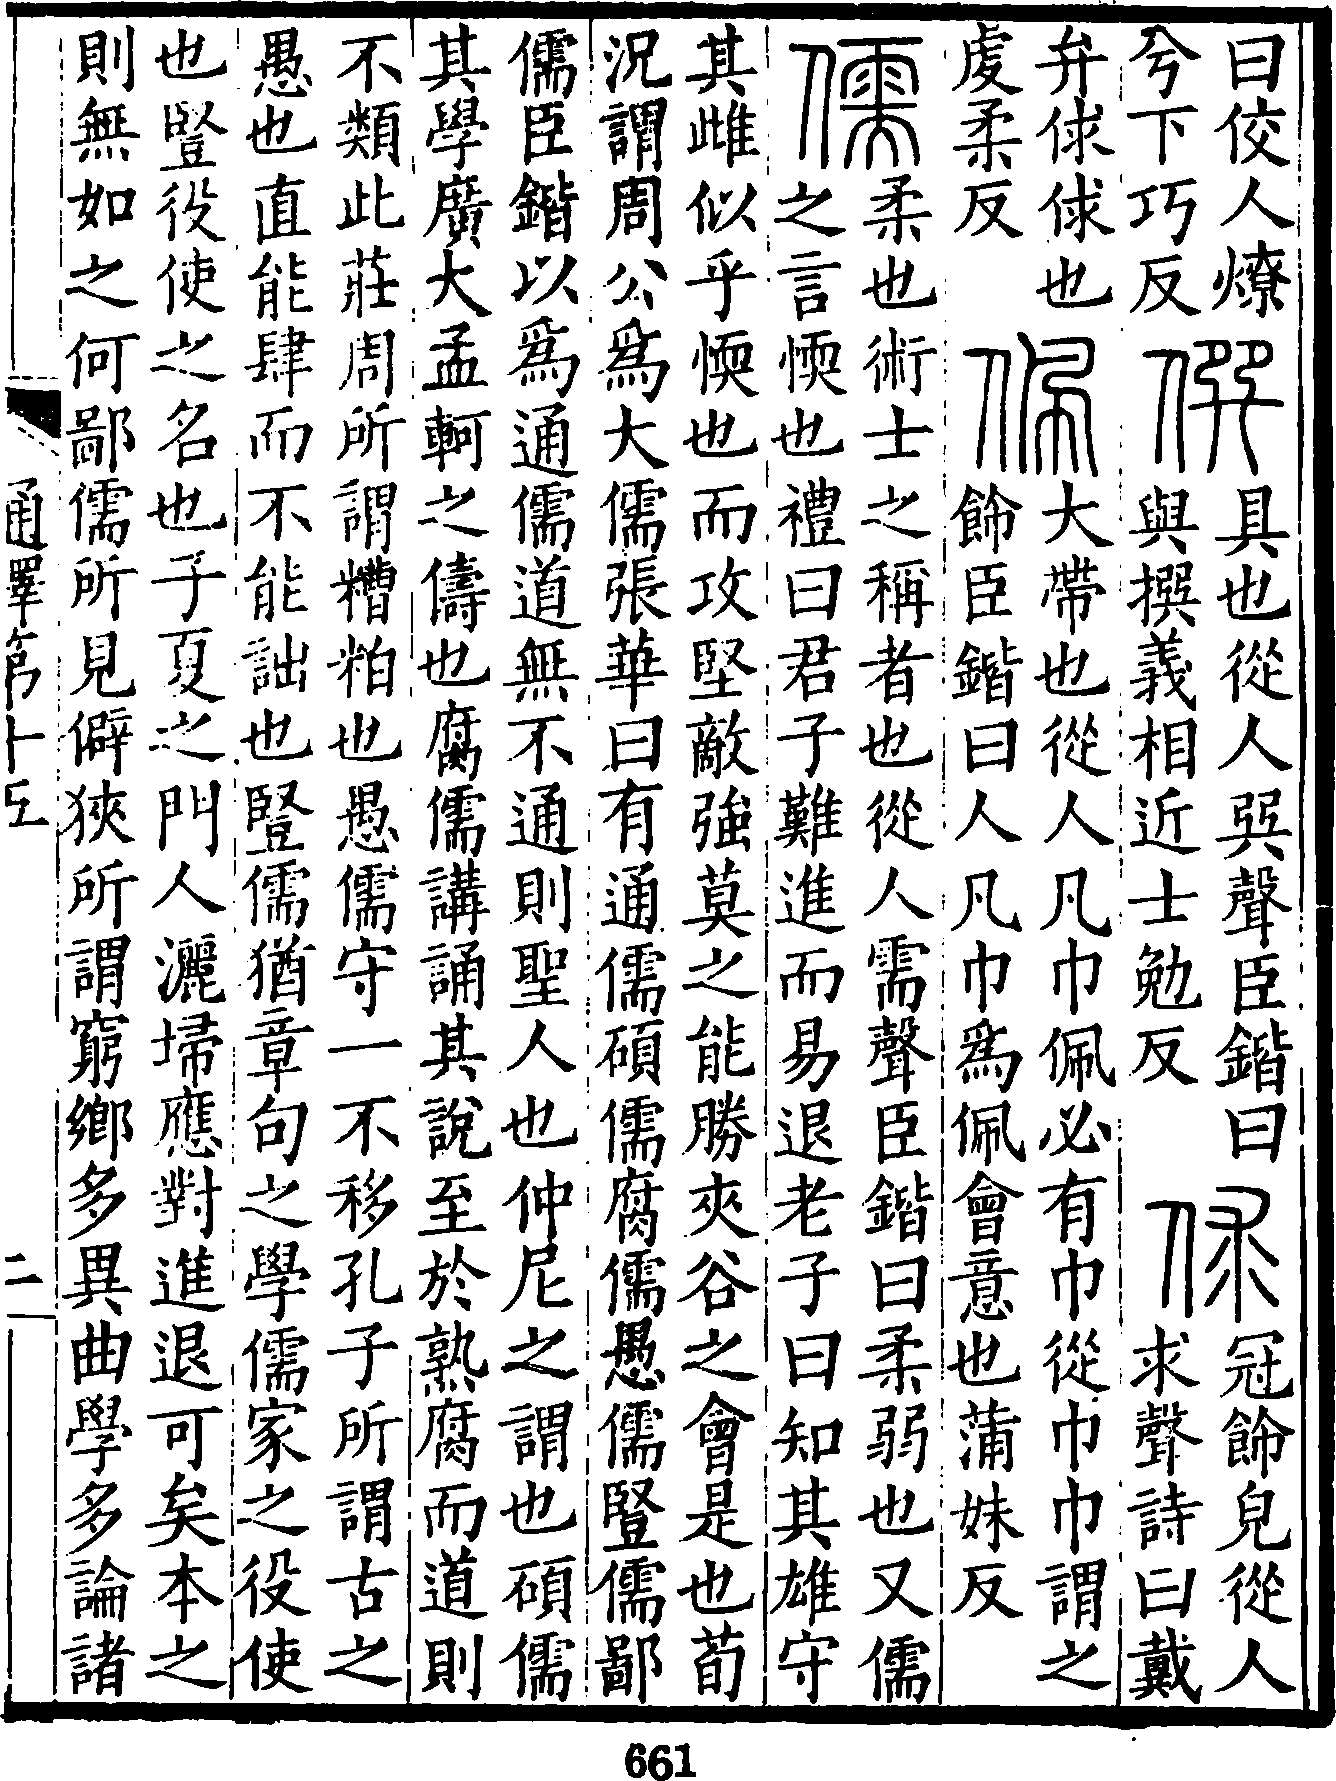 曰佼人燎
兮下巧反
僎
具也從人巺聲臣鍇曰
與撰義相近士勉反
俅
冠飾皃從人
求聲詩曰戴
弁俅俅也
虔柔反
佩
大帶也從人凡巾佩必有巾從巾巾謂之
飾臣鍇曰人凡巾爲佩會意也蒲妹反
儒
柔也術士之稱者也從人需聲臣鍇曰柔弱也又儒
之言愞也禮曰君子難進而易退老子曰知其雄守
其雌似乎愞也而攻堅敵強莫之能勝夾谷之會是也荀
況謂周公爲大儒張華曰有通儒碩儒腐儒愚儒豎儒鄙
儒臣鍇以爲通儒道無不通則聖人也仲尼之謂也碩儒
其學廣大孟軻之儔也腐儒講誦其說至於熟腐而道則
不類此莊周所謂糟粕也愚儒守一不移孔子所謂古之
愚也直能肆而不能詘也豎儒猶章句之學儒家之役使
也豎役使之名也子夏之門人灑埽應對進退可矣本之
則無如之何鄙儒所見僻狹所謂窮鄉多異曲學多論諸
通釋第十五 二
661